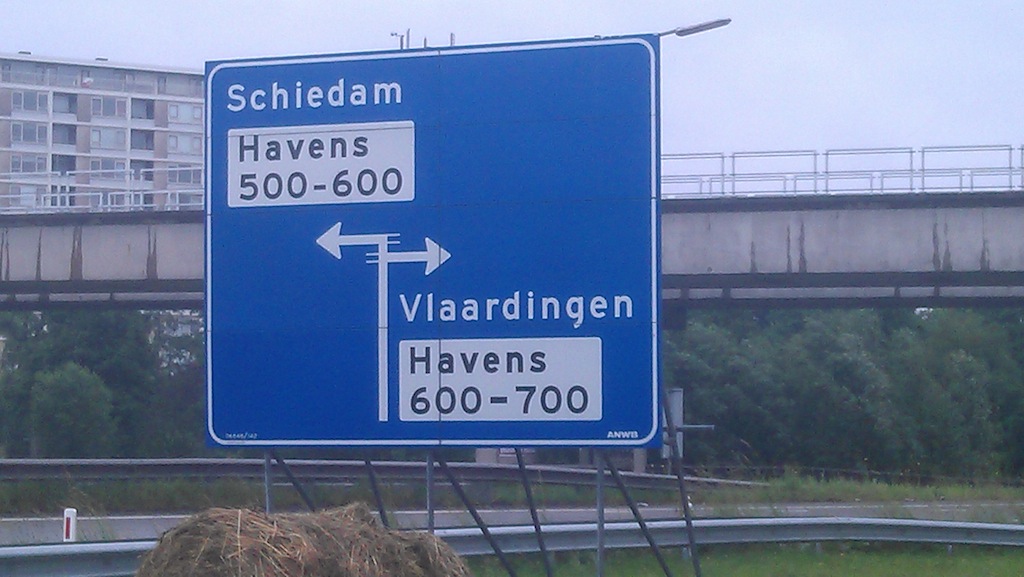 Schiedam
Havens
500-600
Vlaardingen
Havens
600-700
ANWB